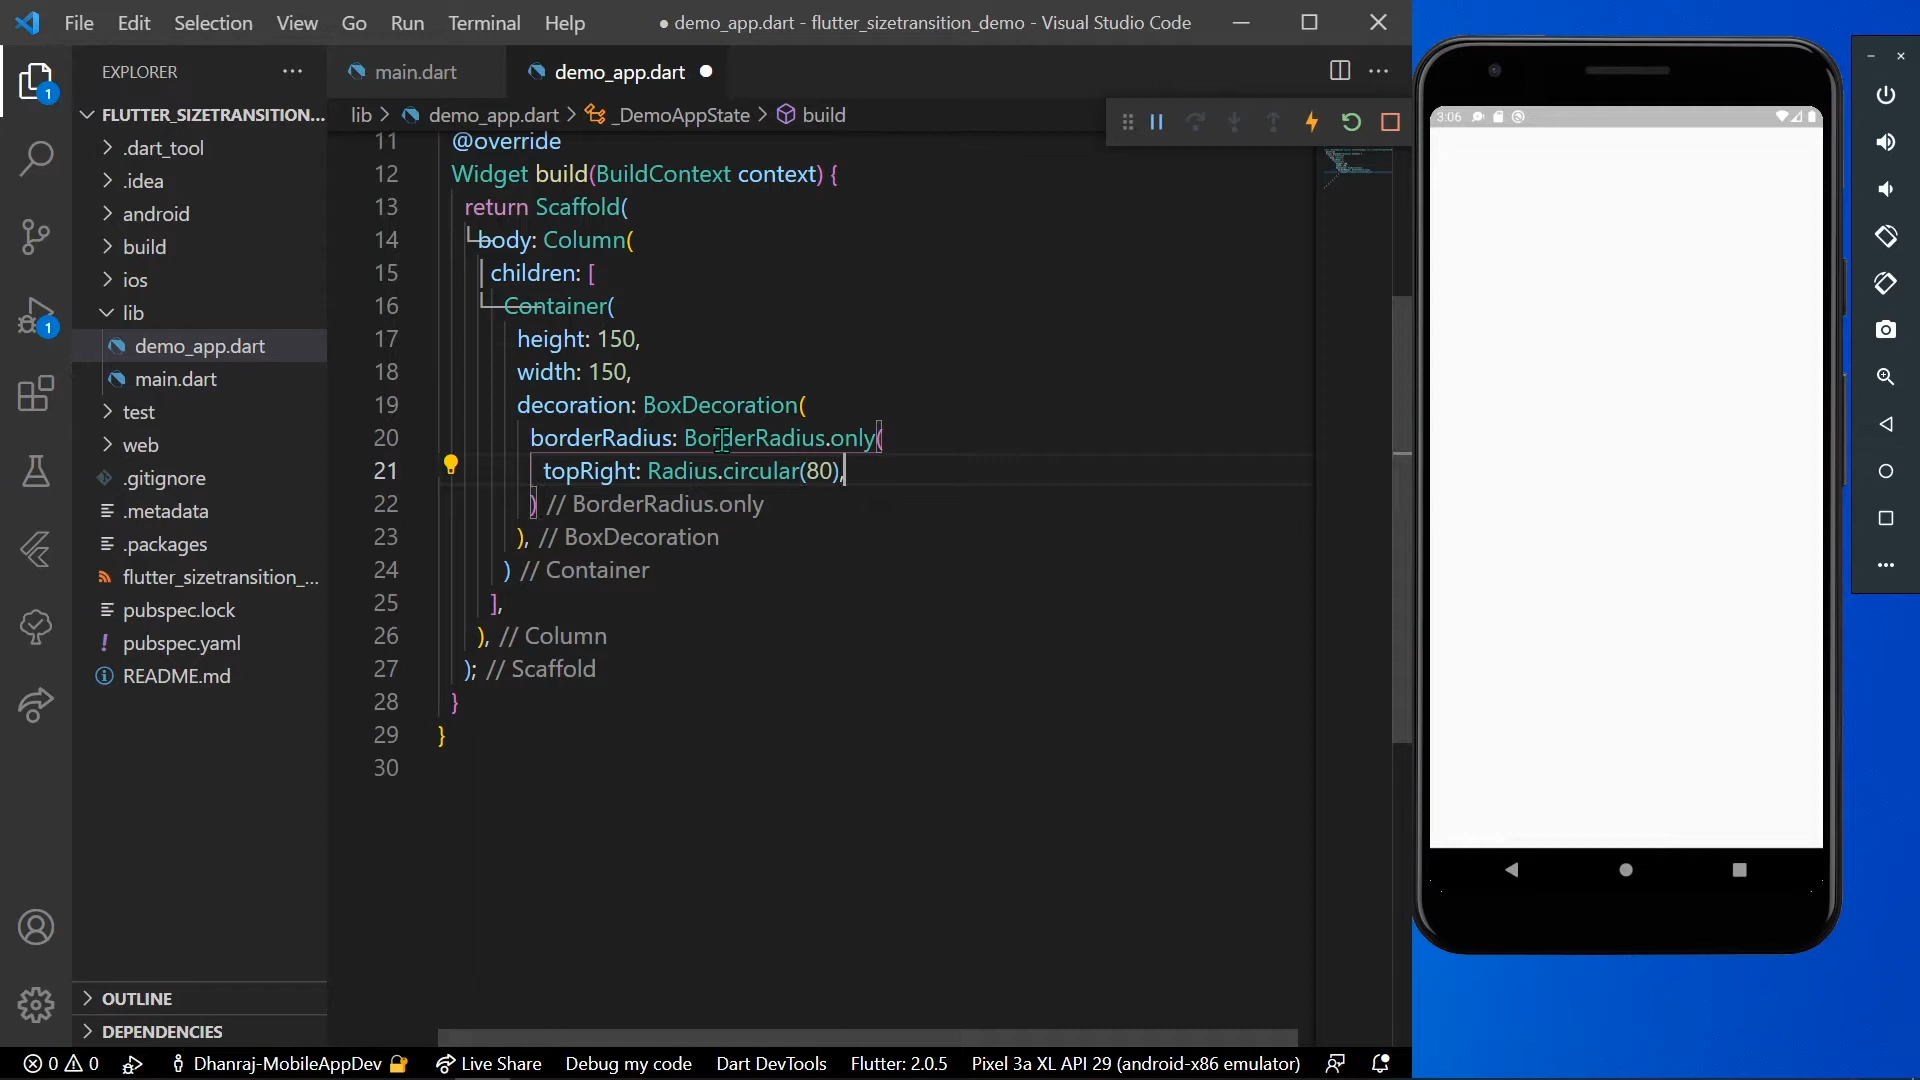 File Edit Selection View Go Run Terminal Help
● demo_app.dart - flutter_sizetransition_demo - Visual Studio Code
EXPLORER
main.dart
demo_app.dart
FLUTTER_SIZETRANSITION...
lib > demo_app.dart > _DemoAppState > build
.dart_tool
.idea
android
build
ios
lib
demo_app.dart
main.dart
test
web
.gitignore
.metadata
.packages
flutter_sizetransition_...
pubspec.lock
pubspec.yaml
README.md
OUTLINE
DEPENDENCIES
1
1
11 @override
12 Widget build(BuildContext context) {
13 return Scaffold(
14 body: Column(
15 children: [
16 Container(
17 height: 150,
18 width: 150,
19 decoration: BoxDecoration(
20 borderRadius: BorderRadius.only(
21 topRight: Radius.circular(80),
22 ) // BorderRadius.only
23 ), // BoxDecoration
24 ) // Container
25 ],
26 ), // Column
27 ); // Scaffold
28 }
29 }
30
3:06
0 0 Dhanraj-MobileAppDev Live Share Debug my code Dart DevTools Flutter: 2.0.5 Pixel 3a XL API 29 (android-x86 emulator)